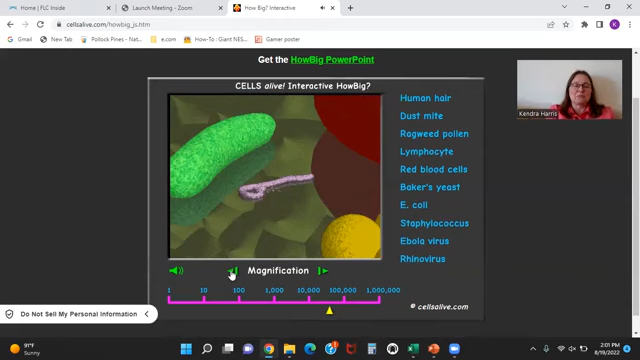 Home | FLC Inside
Launch Meeting - Zoom
How Big? Interactive
cellsalive.com/howbig_js.htm
Gmail
New Tab
Pollock Pines - Nat...
e.com
How-To : Giant NES...
Gamer poster
Get the HowBig PowerPoint
CELLS alive! Interactive HowBig?
Human hair
Dust mite
Ragweed pollen
Lymphocyte
Red blood cells
Baker's yeast
E. coli
Staphylococcus
Ebola virus
Rhinovirus
Kendra Harris
Magnification
1 10 100 1,000 10,000 100,000 1,000,000
© cellsalive.com
Do Not Sell My Personal Information
91°F
Sunny
2:01 PM
8/19/2022